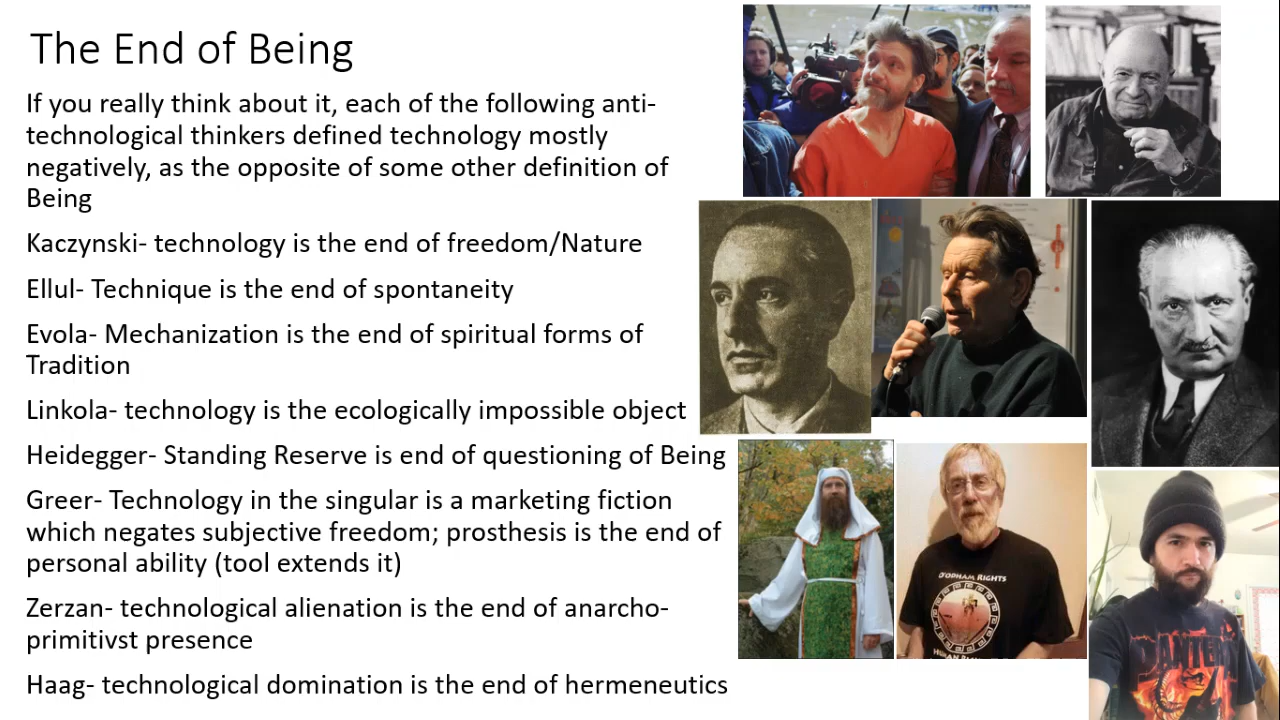 The End of Being
If you really think about it, each of the following anti-
technological thinkers defined technology mostly
negatively, as the opposite of some other definition of
Being
Kaczynski- technology is the end of freedom/Nature
Ellul- Technique is the end of spontaneity
Evola- Mechanization is the end of spiritual forms of
Tradition
Linkola- technology is the ecologically impossible object
Heidegger- Standing Reserve is end of questioning of Being
Greer- Technology in the singular is a marketing fiction
which negates subjective freedom; prosthesis is the end of
personal ability (tool extends it)
Zerzan- technological alienation is the end of anarcho-
primitivst presence
Haag- technological domination is the end of hermeneutics
O'ODHAM RIGHTS
PANTERA